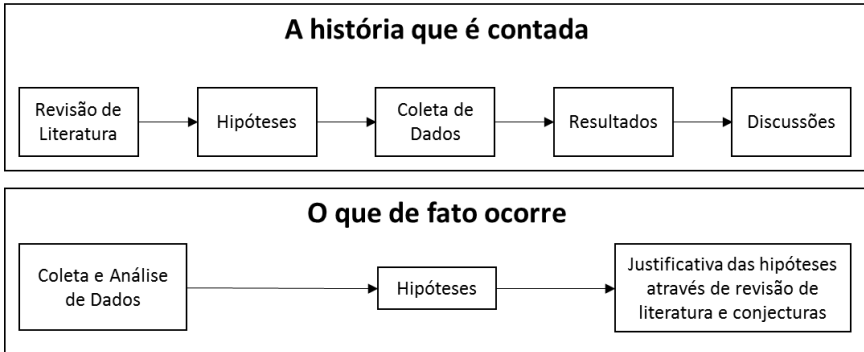 A história que é contada
Revisão de
Literatura
Hipóteses
Coleta de
Dados
Resultados
Discussões
O que de fato ocorre
Coleta e Análise
de Dados
Hipóteses
Justificativa das hipóteses
através de revisão de
literatura e conjecturas